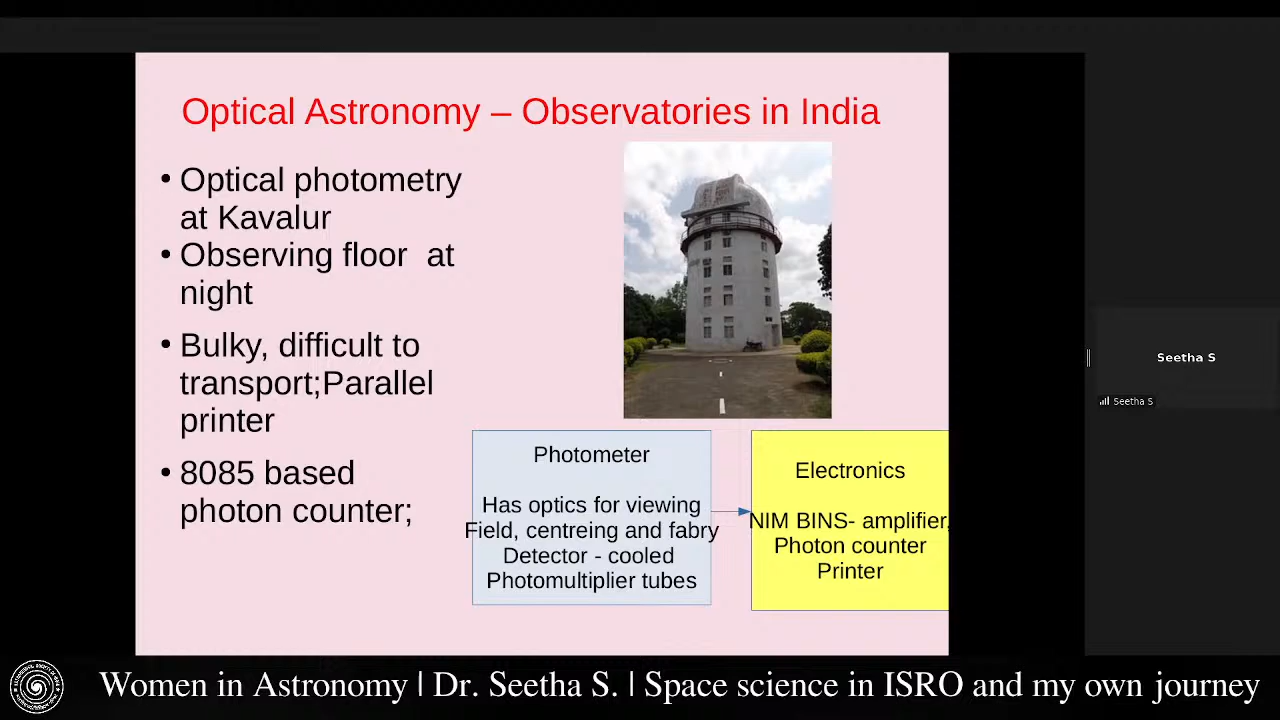 Optical Astronomy – Observatories in India
• Optical photometry
at Kavalur
• Observing floor  at
night
• Bulky, difficult to
transport;Parallel
printer
• 8085 based
photon counter;
Photometer
Has optics for viewing
Field, centreing and fabry
Detector - cooled
Photomultiplier tubes
Electronics
NIM BINS- amplifier,
Photon counter
Printer
Seetha S
Seetha S
Women in Astronomy | Dr. Seetha S. | Space science in ISRO and my own journey